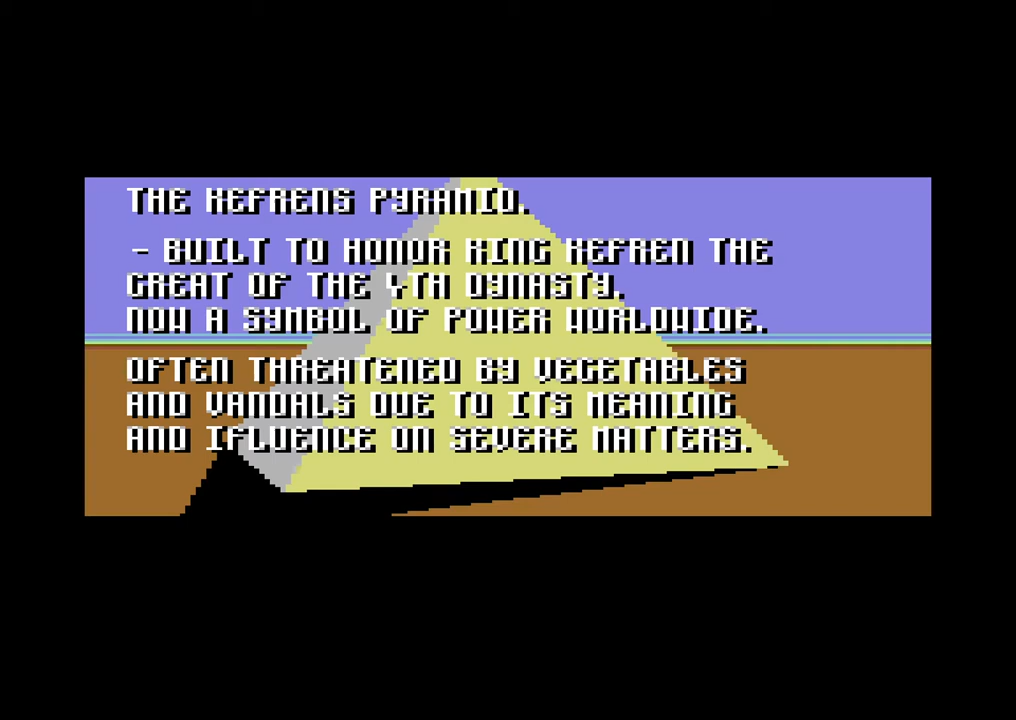 THE KEFRENS PYRAMID.
- BUILT TO HONOR KING KEFREN THE
GREAT OF THE 4TH DYNASTY.
NOW A SYMBOL OF POWER WORLDWIDE.
OFTEN THREATENED BY VEGETABLES
AND VANDALS DUE TO ITS MEANING
AND IFLUENCE ON SEVERE MATTERS.